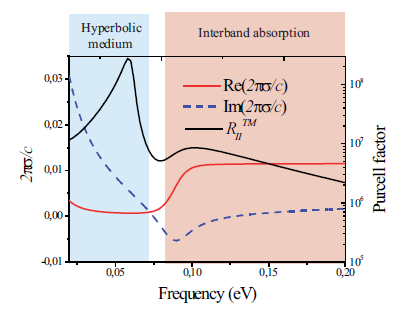 Hyperbolic
medium
Interband absorption
0,03
0,02
0,01
0,00
-0,01
2πσ/c
Re(2πσ/c)
Im(2πσ/c)
R_II^TM
10^8
10^7
10^6
10^5
Purcell factor
0,05
0,10
0,15
0,20
Frequency (eV)